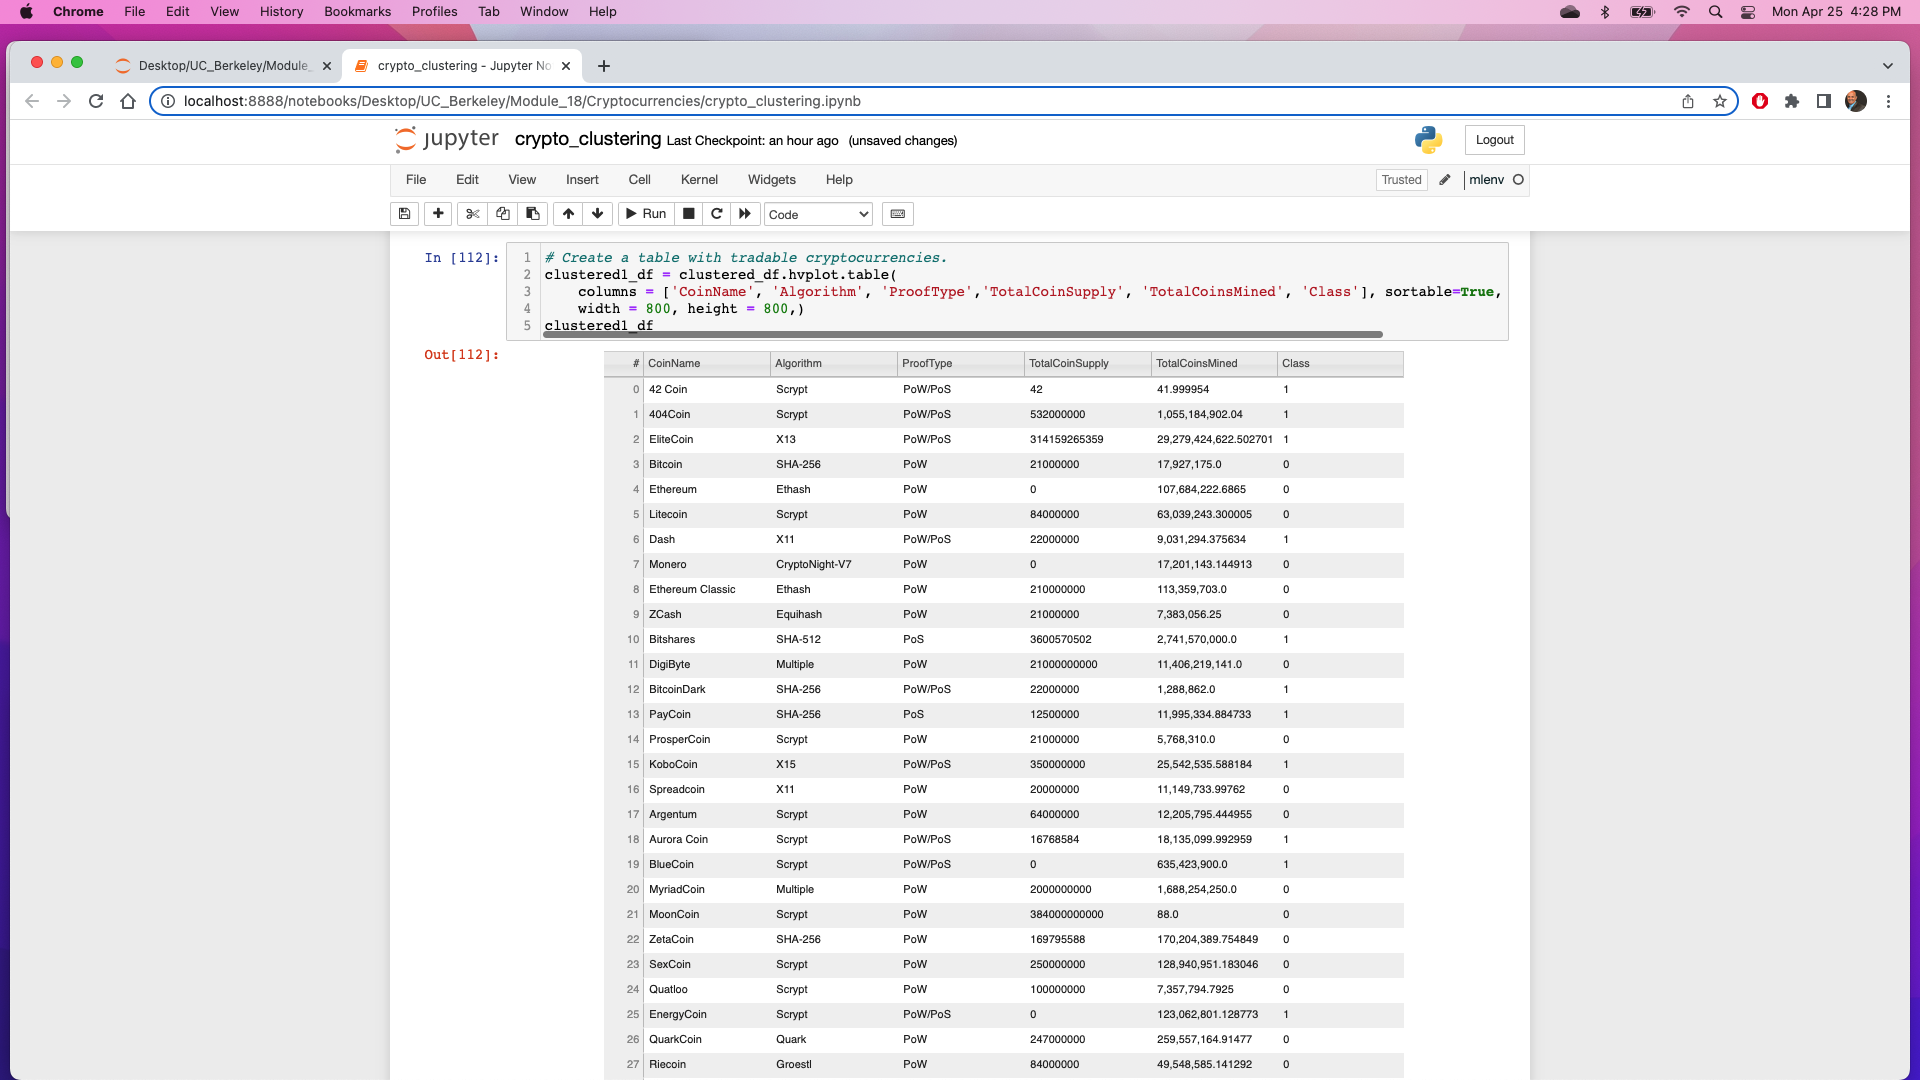 Chrome File Edit View History Bookmarks Profiles Tab Window Help Mon Apr 25 4:28 PM
Desktop/UC_Berkeley/Module_ crypto_clustering - Jupyter No
localhost:8888/notebooks/Desktop/UC_Berkeley/Module_18/Cryptocurrencies/crypto_clustering.ipynb
jupyter crypto_clustering Last Checkpoint: an hour ago (unsaved changes) Logout
File Edit View Insert Cell Kernel Widgets Help Trusted mlenv
Run Code
In [112]: 1 # Create a table with tradable cryptocurrencies.
2 clustered1_df = clustered_df.hvplot.table(
3 columns = ['CoinName', 'Algorithm', 'ProofType','TotalCoinSupply', 'TotalCoinsMined', 'Class'], sortable=True,
4 width = 800, height = 800,)
5 clustered1_df
Out[112]:
# CoinName Algorithm ProofType TotalCoinSupply TotalCoinsMined Class
0 42 Coin Scrypt PoW/PoS 42 41.999954 1
1 404Coin Scrypt PoW/PoS 532000000 1,055,184,902.04 1
2 EliteCoin X13 PoW/PoS 314159265359 29,279,424,622.502701 1
3 Bitcoin SHA-256 PoW 21000000 17,927,175.0 0
4 Ethereum Ethash PoW 0 107,684,222.6865 0
5 Litecoin Scrypt PoW 84000000 63,039,243.300005 0
6 Dash X11 PoW/PoS 22000000 9,031,294.375634 1
7 Monero CryptoNight-V7 PoW 0 17,201,143.144913 0
8 Ethereum Classic Ethash PoW 210000000 113,359,703.0 0
9 ZCash Equihash PoW 21000000 7,383,056.25 0
10 Bitshares SHA-512 PoS 3600570502 2,741,570,000.0 1
11 DigiByte Multiple PoW 21000000000 11,406,219,141.0 0
12 BitcoinDark SHA-256 PoW/PoS 22000000 1,288,862.0 1
13 PayCoin SHA-256 PoS 12500000 11,995,334.884733 1
14 ProsperCoin Scrypt PoW 21000000 5,768,310.0 0
15 KoboCoin X15 PoW/PoS 350000000 25,542,535.588184 1
16 Spreadcoin X11 PoW 20000000 11,149,733.99762 0
17 Argentum Scrypt PoW 64000000 12,205,795.444955 0
18 Aurora Coin Scrypt PoW/PoS 16768584 18,135,099.992959 1
19 BlueCoin Scrypt PoW/PoS 0 635,423,900.0 1
20 MyriadCoin Multiple PoW 2000000000 1,688,254,250.0 0
21 MoonCoin Scrypt PoW 384000000000 88.0 0
22 ZetaCoin SHA-256 PoW 169795588 170,204,389.754849 0
23 SexCoin Scrypt PoW 250000000 128,940,951.183046 0
24 Quatloo Scrypt PoW 100000000 7,357,794.7925 0
25 EnergyCoin Scrypt PoW/PoS 0 123,062,801.128773 1
26 QuarkCoin Quark PoW 247000000 259,557,164.91477 0
27 Riecoin Groestl PoW 84000000 49,548,585.141292 0